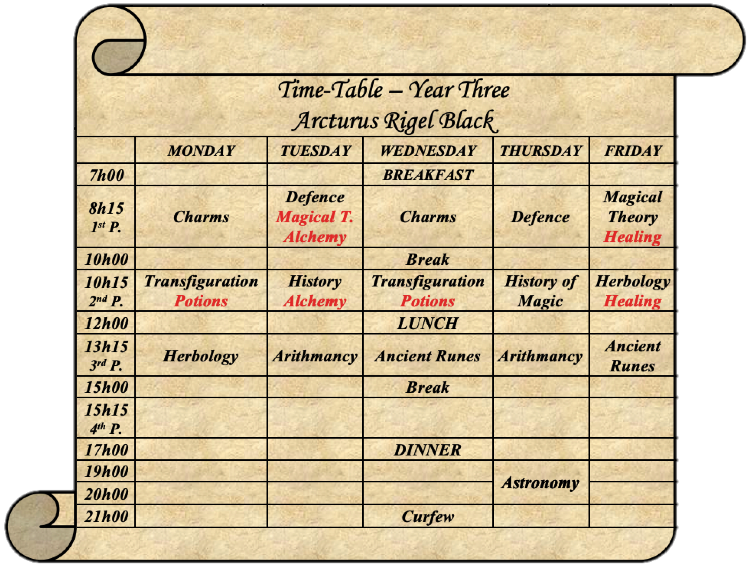 Time-Table – Year Three
Arcturus Rigel Black
MONDAY TUESDAY WEDNESDAY THURSDAY FRIDAY
7h00 BREAKFAST
8h15
1st P.
Charms
Defence
Magical T.
Alchemy
Charms
Defence
Magical
Theory
Healing
10h00 Break
10h15
2nd P.
Transfiguration
Potions
History
Alchemy
Transfiguration
Potions
History of
Magic
Herbology
Healing
12h00 LUNCH
13h15
3rd P.
Herbology
Arithmancy
Ancient Runes
Arithmancy
Ancient
Runes
15h00 Break
15h15
4th P.
17h00 DINNER
19h00
Astronomy
20h00
21h00 Curfew